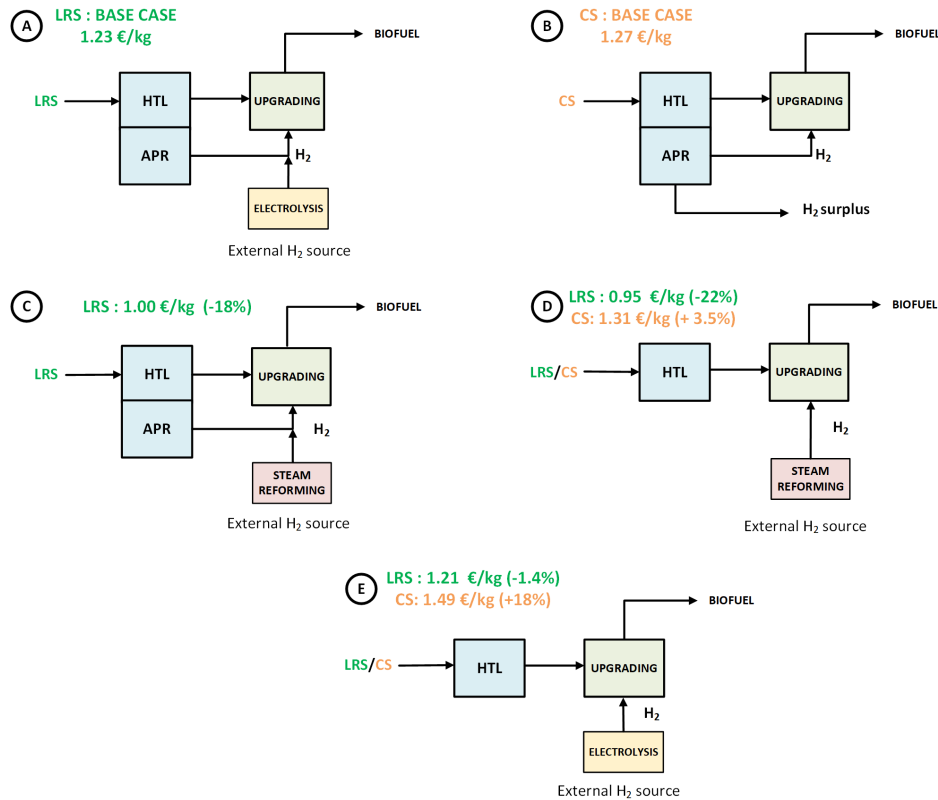 A
LRS : BASE CASE
1.23 €/kg
BIOFUEL
LRS
HTL
UPGRADING
APR
H2
ELECTROLYSIS
External H2 source
B
CS : BASE CASE
1.27 €/kg
BIOFUEL
CS
HTL
UPGRADING
APR
H2
H2 surplus
C
LRS : 1.00 €/kg (-18%)
BIOFUEL
LRS
HTL
UPGRADING
APR
H2
STEAM
REFORMING
External H2 source
D
LRS : 0.95 €/kg (-22%)
CS: 1.31 €/kg (+ 3.5%)
BIOFUEL
LRS/CS
HTL
UPGRADING
H2
STEAM
REFORMING
External H2 source
E
LRS : 1.21 €/kg (-1.4%)
CS: 1.49 €/kg (+18%)
BIOFUEL
LRS/CS
HTL
UPGRADING
H2
ELECTROLYSIS
External H2 source